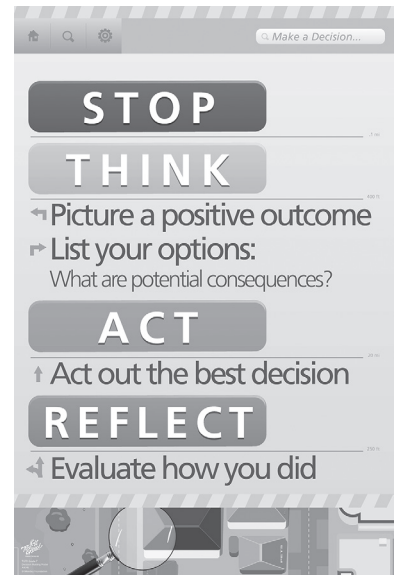 Make a Decision...
STOP
THINK
Picture a positive outcome
List your options:
What are potential consequences?
ACT
Act out the best decision
REFLECT
Evaluate how you did